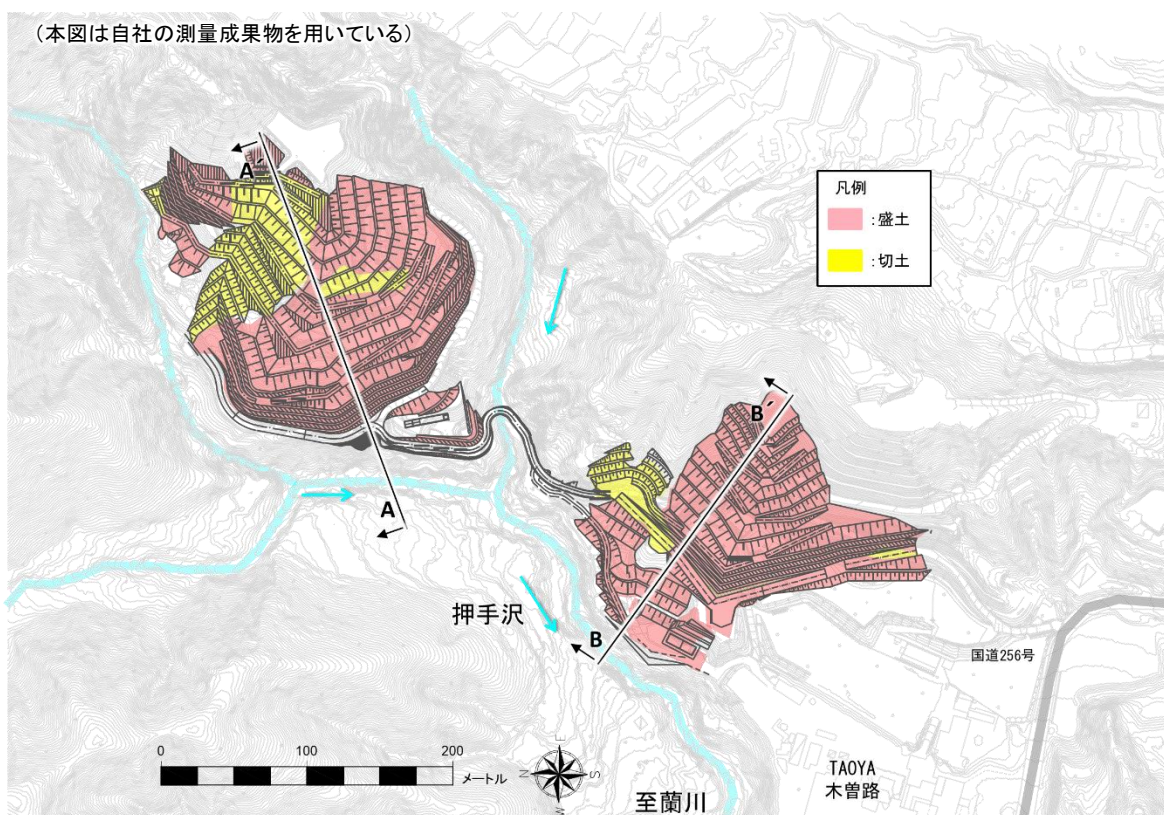 （本図は自社の測量成果物を用いている）
A´
凡例
：盛土
：切土
B´
A
押手沢
B
国道256号
0 100 200
メートル
N E S W
TAOYA
木曽路
至蘭川